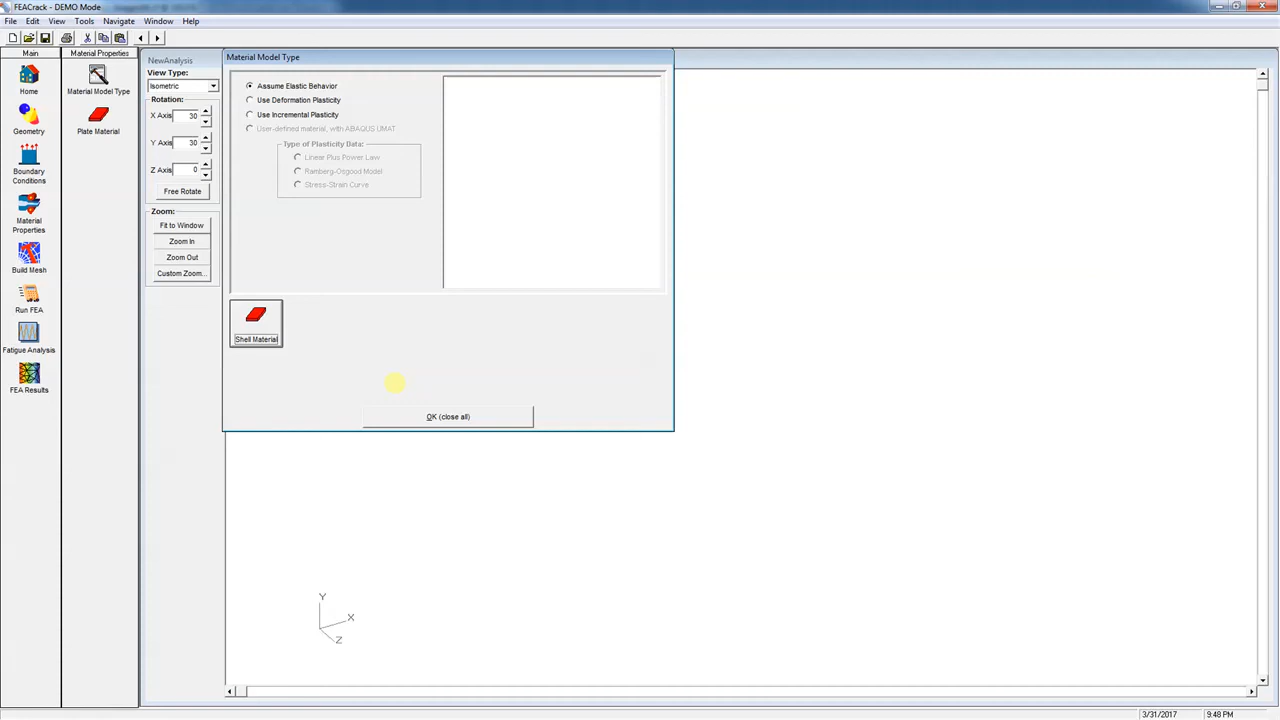 FEACrack - DEMO Mode
File Edit View Tools Navigate Window Help
Main
Home
Geometry
Boundary
Conditions
Material
Properties
Build Mesh
Run FEA
Fatigue Analysis
FEA Results
Material Properties
Material Model Type
Plate Material
NewAnalysis
View Type:
Isometric
Rotation:
X Axis 30
Y Axis 30
Z Axis 0
Free Rotate
Zoom:
Fit to Window
Zoom In
Zoom Out
Custom Zoom...
Material Model Type
Assume Elastic Behavior
Use Deformation Plasticity
Use Incremental Plasticity
User-defined material, with ABAQUS UMAT
Type of Plasticity Data:
Linear Plus Power Law
Ramberg-Osgood Model
Stress-Strain Curve
Shell Material
OK (close all)
Y
X
Z
3/31/2017 9:48 PM